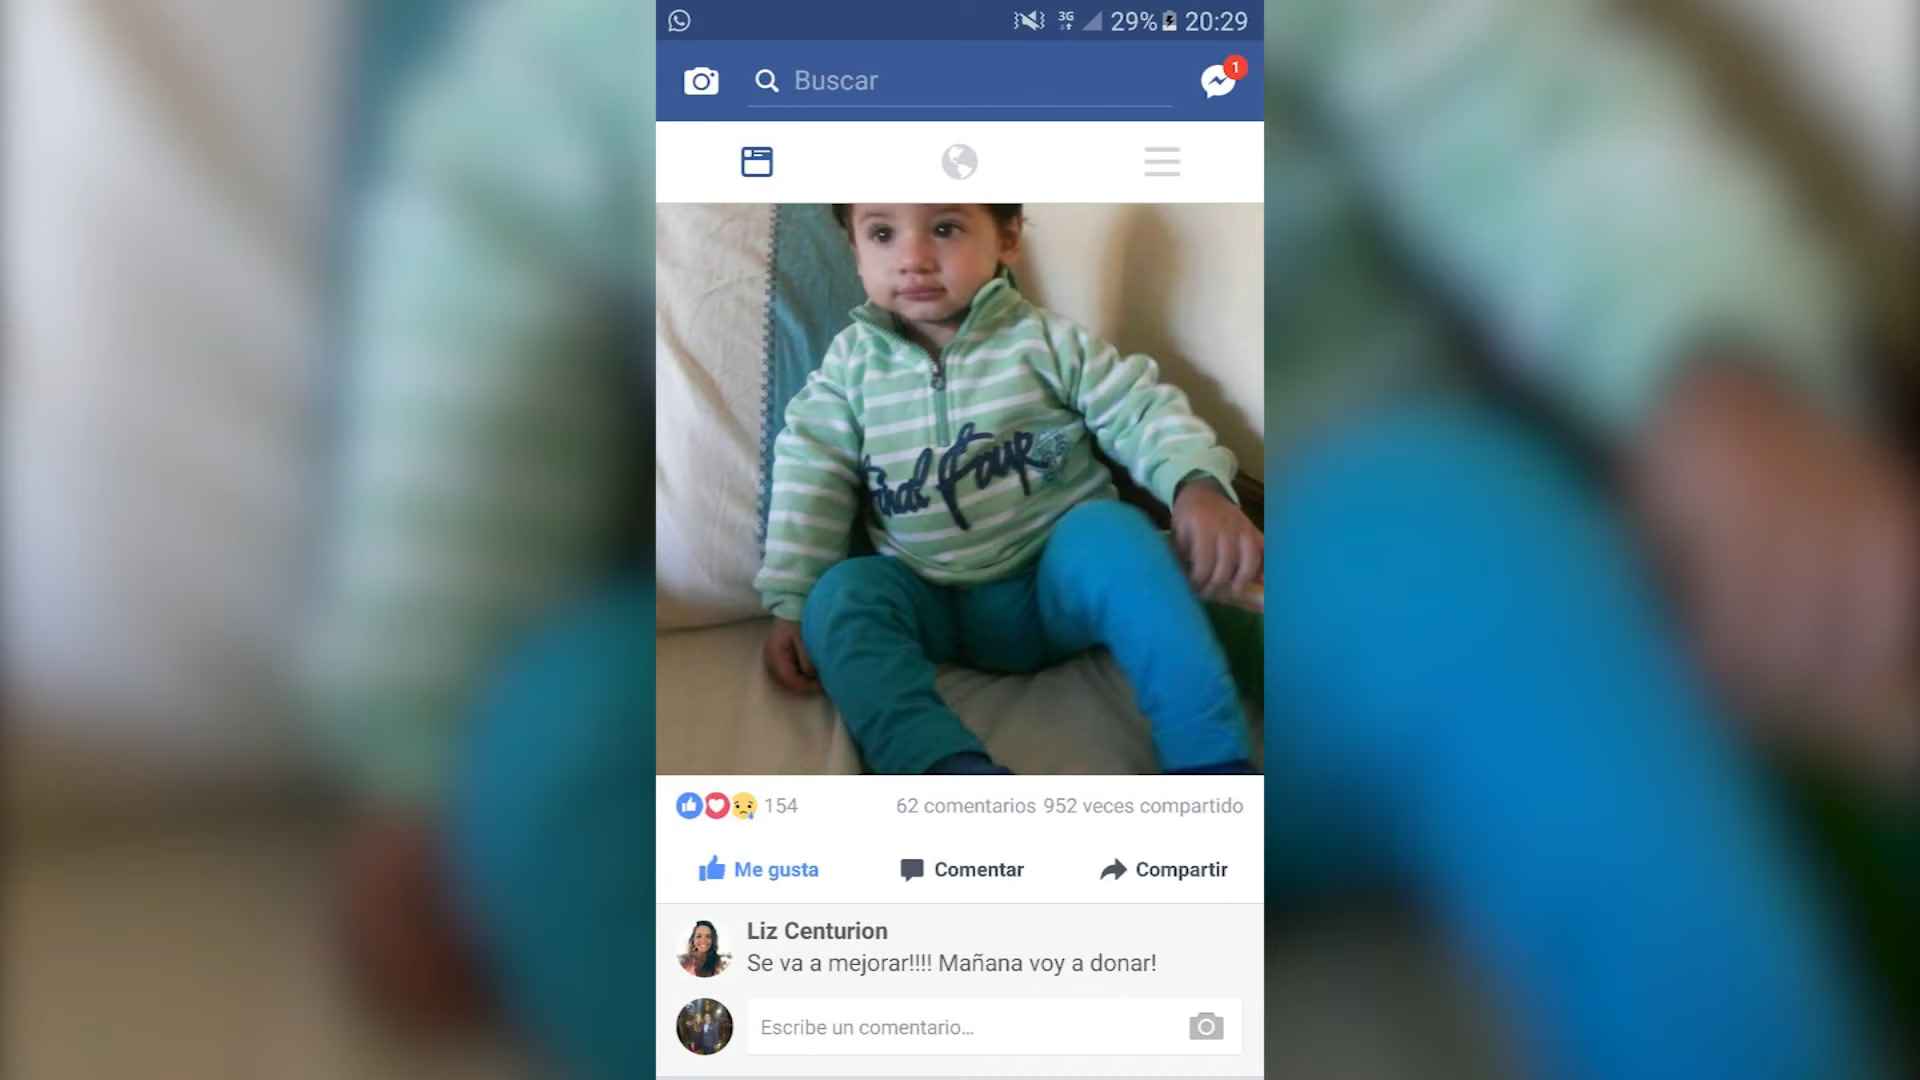 3G 29% 20:29
Buscar
1
Final Four
154 62 comentarios 952 veces compartido
Me gusta Comentar Compartir
Liz Centurion
Se va a mejorar!!!! Mañana voy a donar!
Escribe un comentario...